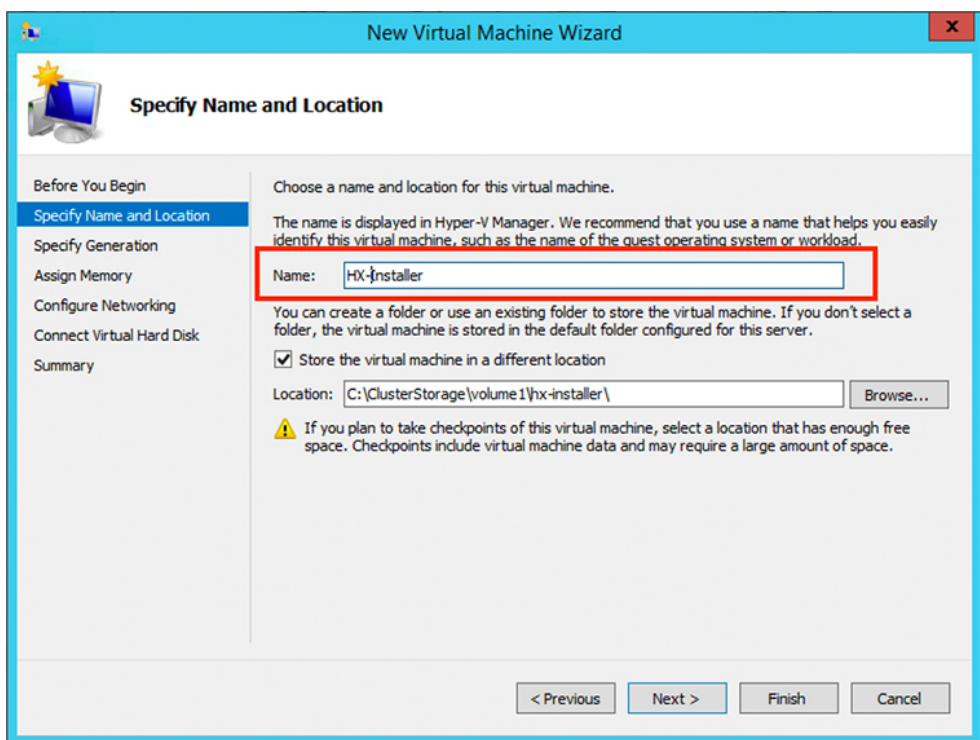 New Virtual Machine Wizard
x
Specify Name and Location
Before You Begin
Specify Name and Location
Specify Generation
Assign Memory
Configure Networking
Connect Virtual Hard Disk
Summary
Choose a name and location for this virtual machine.
The name is displayed in Hyper-V Manager. We recommend that you use a name that helps you easily
identify this virtual machine, such as the name of the guest operating system or workload.
Name: HX-Installer
You can create a folder or use an existing folder to store the virtual machine. If you don't select a
folder, the virtual machine is stored in the default folder configured for this server.
Store the virtual machine in a different location
Location: C:\ClusterStorage\volume1\hx-installer\ Browse...
If you plan to take checkpoints of this virtual machine, select a location that has enough free
space. Checkpoints include virtual machine data and may require a large amount of space.
< Previous Next > Finish Cancel